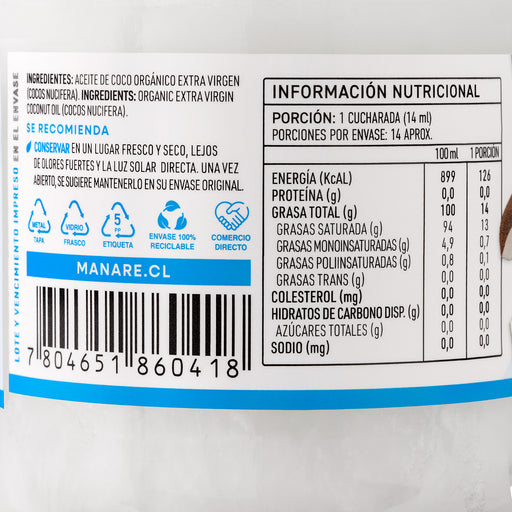 LOTE Y VENCIMIENTO IMPRESO EN EL ENVASE
INGREDIENTES: ACEITE DE COCO ORGÁNICO EXTRA VIRGEN
(COCOS NUCIFERA). INGREDIENTS: ORGANIC EXTRA VIRGIN
COCONUT OIL (COCOS NUCIFERA).
SE RECOMIENDA
CONSERVAR EN UN LUGAR FRESCO Y SECO, LEJOS
DE OLORES FUERTES Y LA LUZ SOLAR DIRECTA. UNA VEZ
ABIERTO, SE SUGIERE MANTENERLO EN SU ENVASE ORIGINAL.
METAL
TAPA
VIDRIO
FRASCO
5
PP
ETIQUETA
ENVASE 100%
RECICLABLE
COMERCIO
DIRECTO
MANARE.CL
7 804651 860418
INFORMACIÓN NUTRICIONAL
PORCIÓN: 1 CUCHARADA (14 ml)
PORCIONES POR ENVASE: 14 APROX.
100 ml 1 PORCIÓN
ENERGÍA (KcAL) 899 126
PROTEÍNA (g) 0,0 0,0
GRASA TOTAL (g) 100 14
GRASAS SATURADA (g) 94 13
GRASAS MONOINSATURADAS (g) 4,9 0,7
GRASAS POLIINSATURADAS (g) 0,8 0,1
GRASAS TRANS (g) 0,0 0,0
COLESTEROL (mg) 0,0 0,0
HIDRATOS DE CARBONO DISP. (g) 0,0 0,0
AZÚCARES TOTALES (g) 0,0 0,0
SODIO (mg) 0,0 0,0